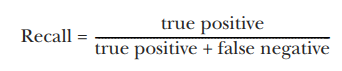 Recall = true positive
true positive + false negative